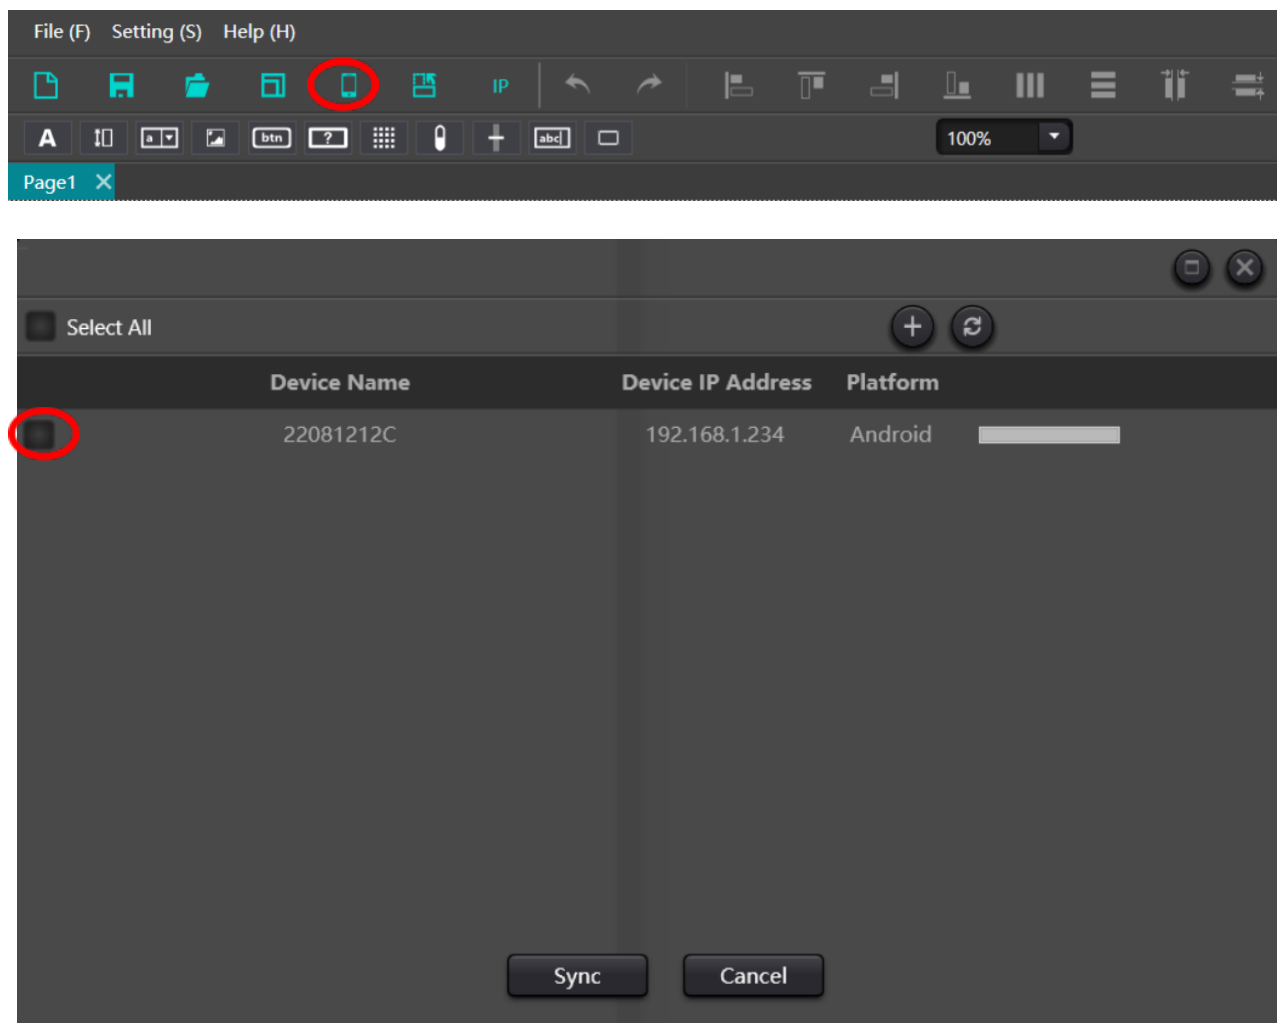 File (F) Setting (S) Help (H)
IP
A a btn ? abc 100%
Page1
Select All
Device Name Device IP Address Platform
22081212C 192.168.1.234 Android
Sync Cancel